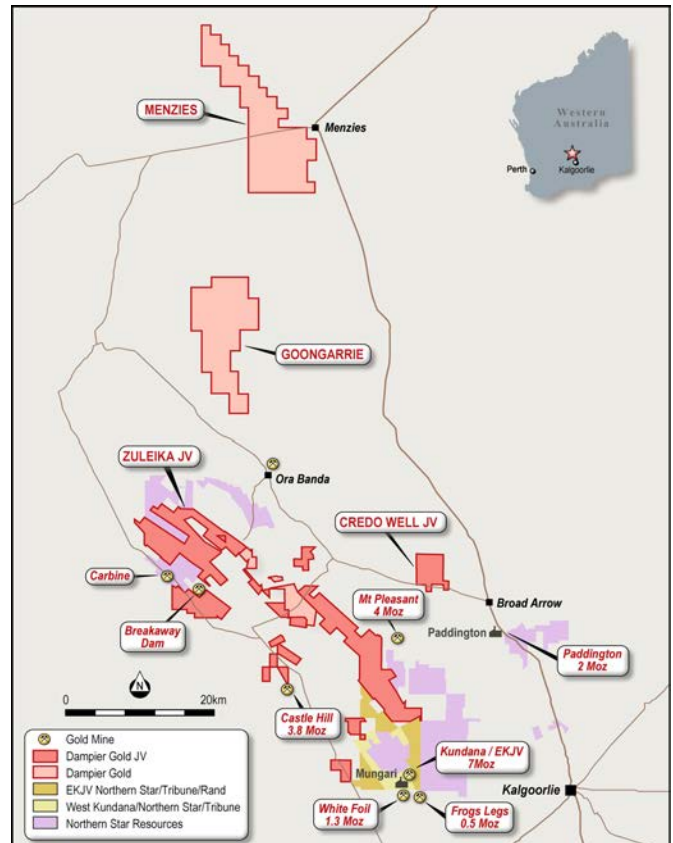 MENZIES
Menzies
Western
Australia
Perth
Kalgoorlie
GOONGARRIE
ZULEIKA JV
Ora Banda
CREDO WELL JV
Carbine
Mt Pleasant
4 Moz
Broad Arrow
Breakaway
Dam
Paddington
Paddington
2 Moz
N
0
20km
Castle Hill
3.8 Moz
Gold Mine
Dampier Gold JV
Dampier Gold
EKJV Northern Star/Tribune/Rand
West Kundana/Northern Star/Tribune
Northern Star Resources
Kundana / EKJV
7Moz
Mungari
White Foil
1.3 Moz
Frogs Legs
0.5 Moz
Kalgoorlie